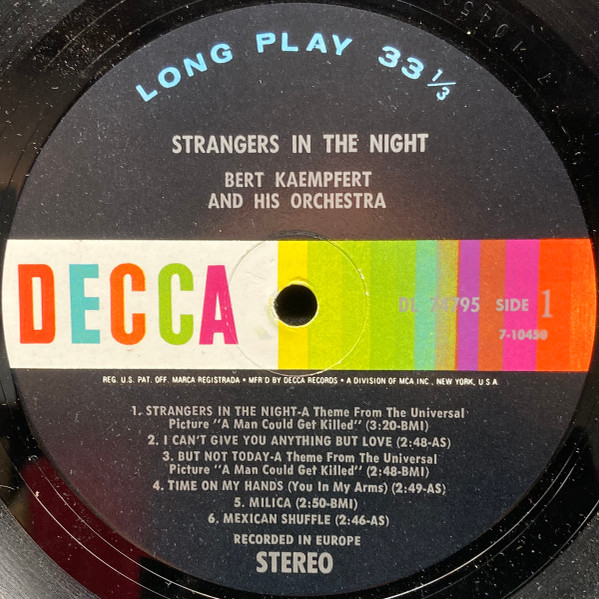 LONG PLAY 33 1/3
STRANGERS IN THE NIGHT
BERT KAEMPFERT
AND HIS ORCHESTRA
DECCA
DL 74795 SIDE 1
7-10450
REG. U.S. PAT. OFF. MARCA REGISTRADA • MFR'D BY DECCA RECORDS • A DIVISION OF MCA INC., NEW YORK, U.S.A.
1. STRANGERS IN THE NIGHT-A Theme From The Universal
Picture "A Man Could Get Killed" (3:20-BMI)
2. I CAN'T GIVE YOU ANYTHING BUT LOVE (2:48-AS)
3. BUT NOT TODAY-A Theme From The Universal
Picture "A Man Could Get Killed" (2:48-BMI)
4. TIME ON MY HANDS (You In My Arms) (2:49-AS)
5. MILICA (2:50-BMI)
6. MEXICAN SHUFFLE (2:46-AS)
RECORDED IN EUROPE
STEREO